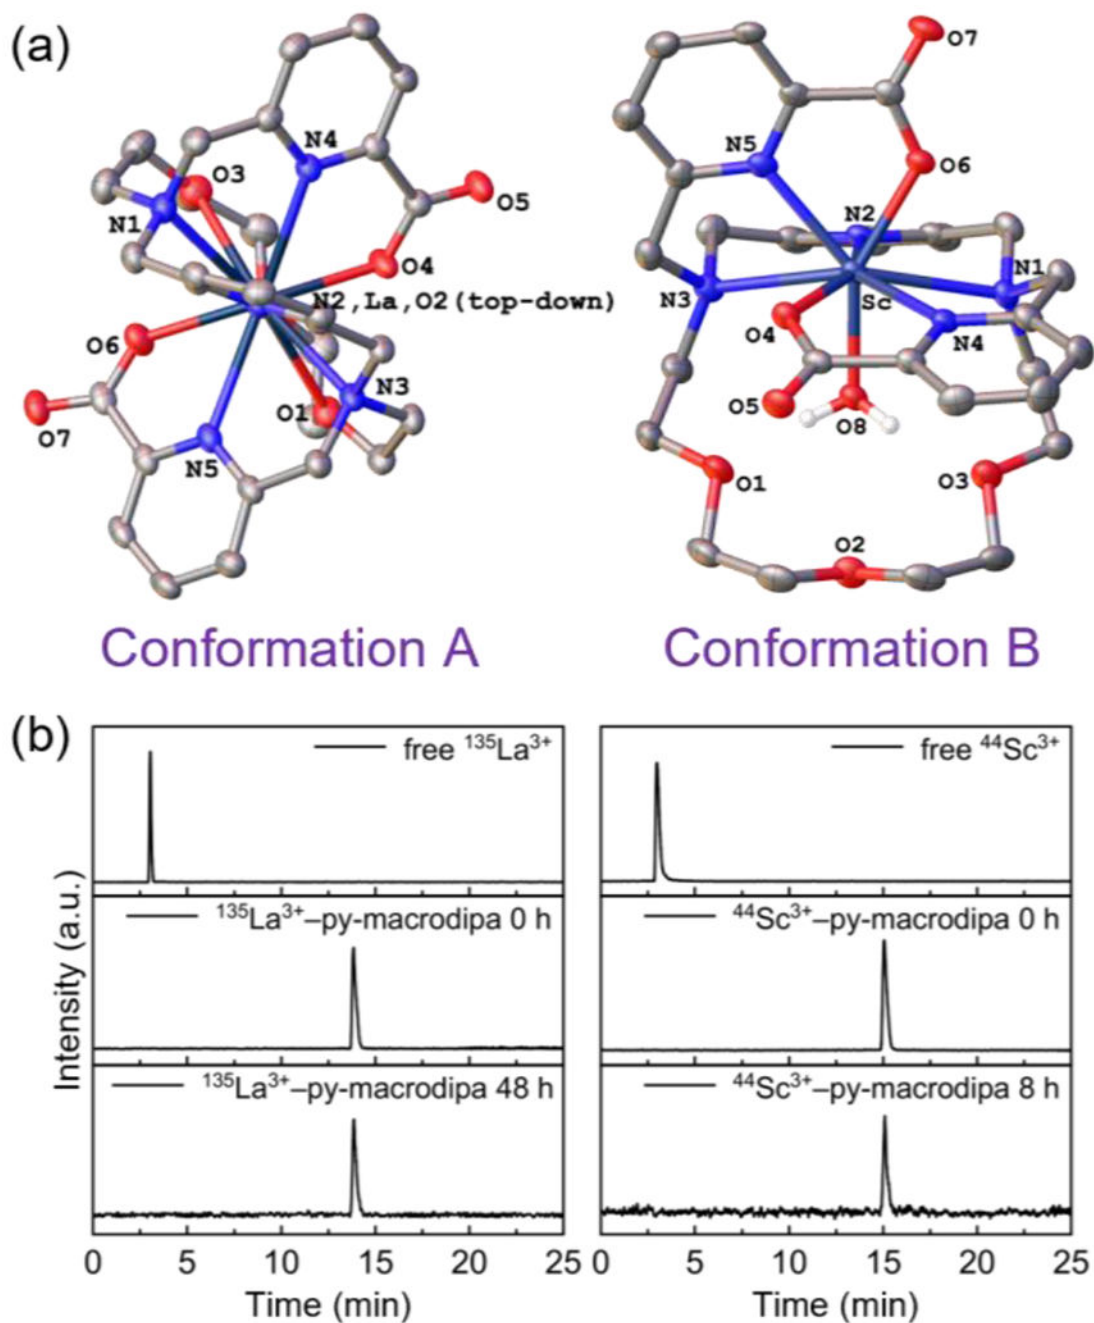 (a)
N4
O3
N1
O5
O4
N2,La,O2(top-down)
O6
N3
O7
O1
N5
Conformation A
O7
N5
O6
N2
N1
N3
Sc
O4
N4
O5
O8
O1
O3
O2
Conformation B
(b)
Intensity (a.u.)
free ¹³⁵La³⁺
¹³⁵La³⁺–py-macrodipa 0 h
¹³⁵La³⁺–py-macrodipa 48 h
0 5 10 15 20 25
Time (min)
free ⁴⁴Sc³⁺
⁴⁴Sc³⁺–py-macrodipa 0 h
⁴⁴Sc³⁺–py-macrodipa 8 h
0 5 10 15 20 25
Time (min)